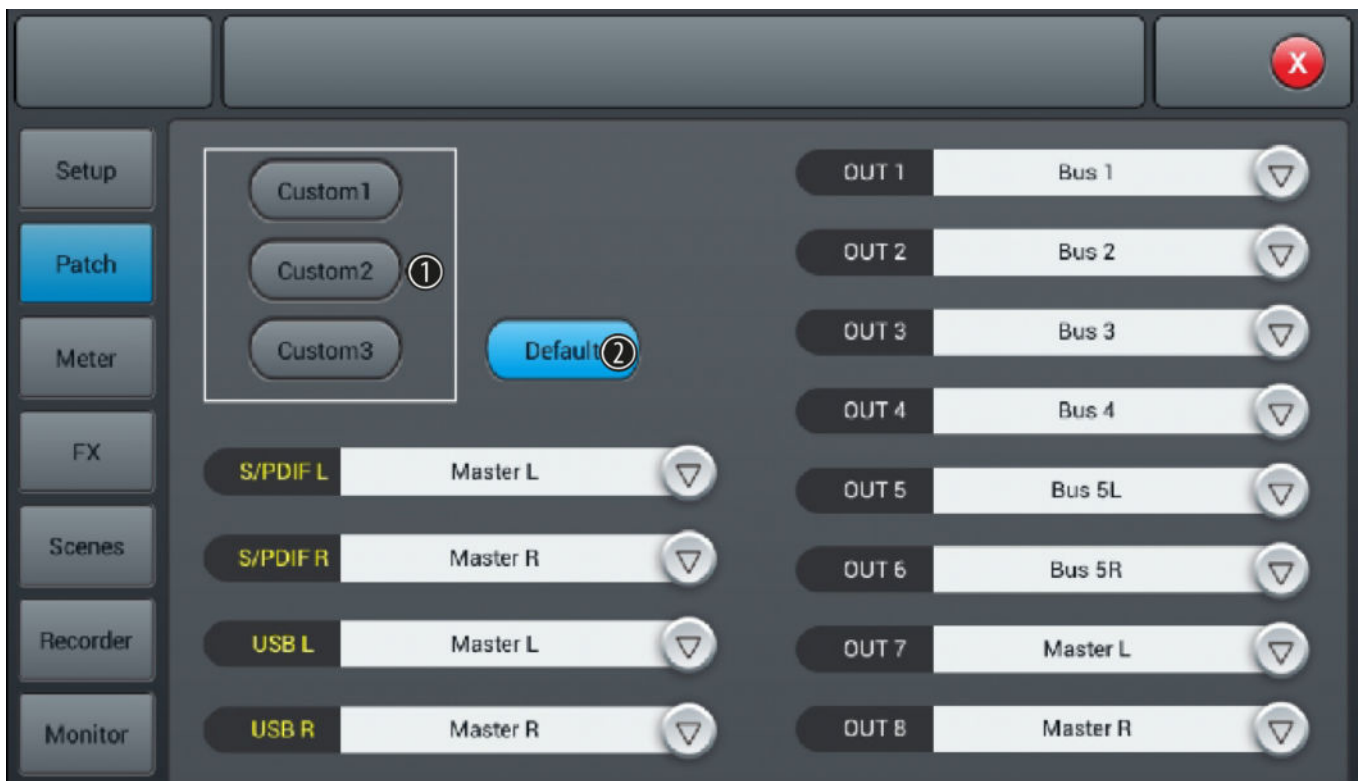 X
Setup
Patch
Meter
FX
Scenes
Recorder
Monitor
Custom1
Custom2 ①
Custom3
Default ②
S/PDIF L Master L
S/PDIF R Master R
USB L Master L
USB R Master R
OUT 1 Bus 1
OUT 2 Bus 2
OUT 3 Bus 3
OUT 4 Bus 4
OUT 5 Bus 5L
OUT 6 Bus 5R
OUT 7 Master L
OUT 8 Master R